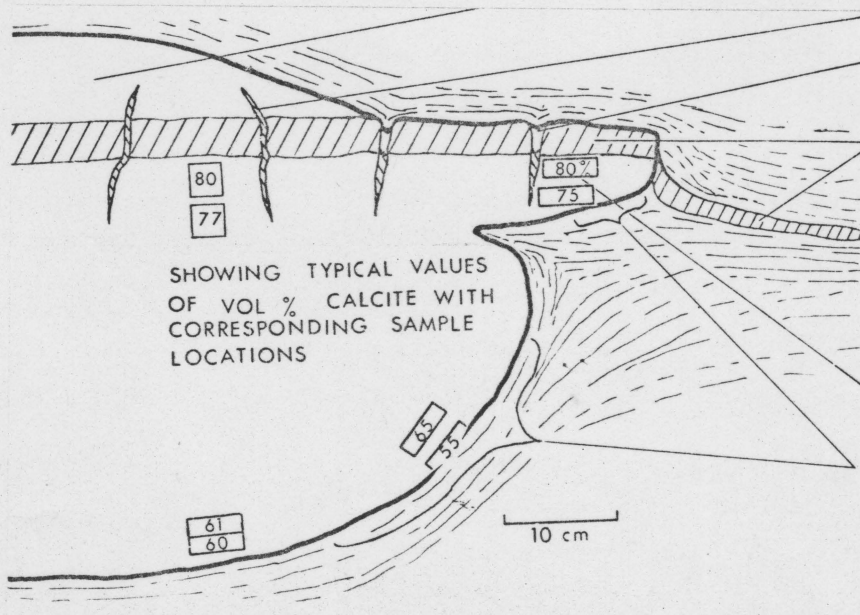 80
77
80%
75
SHOWING TYPICAL VALUES
OF VOL % CALCITE WITH
CORRESPONDING SAMPLE
LOCATIONS
65
55
61
60
10 cm